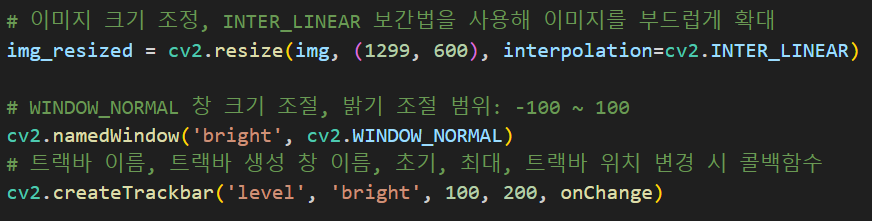 # 이미지 크기 조정, INTER_LINEAR 보간법을 사용해 이미지를 부드럽게 확대
img_resized = cv2.resize(img, (1299, 600), interpolation=cv2.INTER_LINEAR)
# WINDOW_NORMAL 창 크기 조절, 밝기 조절 범위: -100 ~ 100
cv2.namedWindow('bright', cv2.WINDOW_NORMAL)
# 트랙바 이름, 트랙바 생성 창 이름, 초기, 최대, 트랙바 위치 변경 시 콜백함수
cv2.createTrackbar('level', 'bright', 100, 200, onChange)